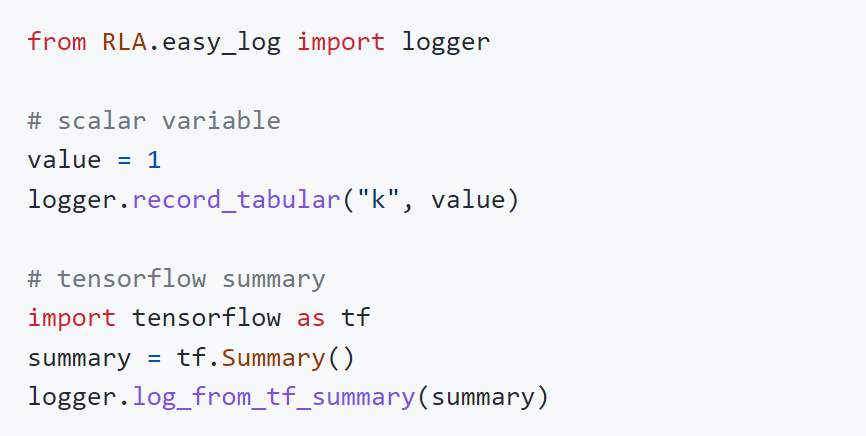 from RLA.easy_log import logger
# scalar variable
value = 1
logger.record_tabular("k", value)
# tensorflow summary
import tensorflow as tf
summary = tf.Summary()
logger.log_from_tf_summary(summary)